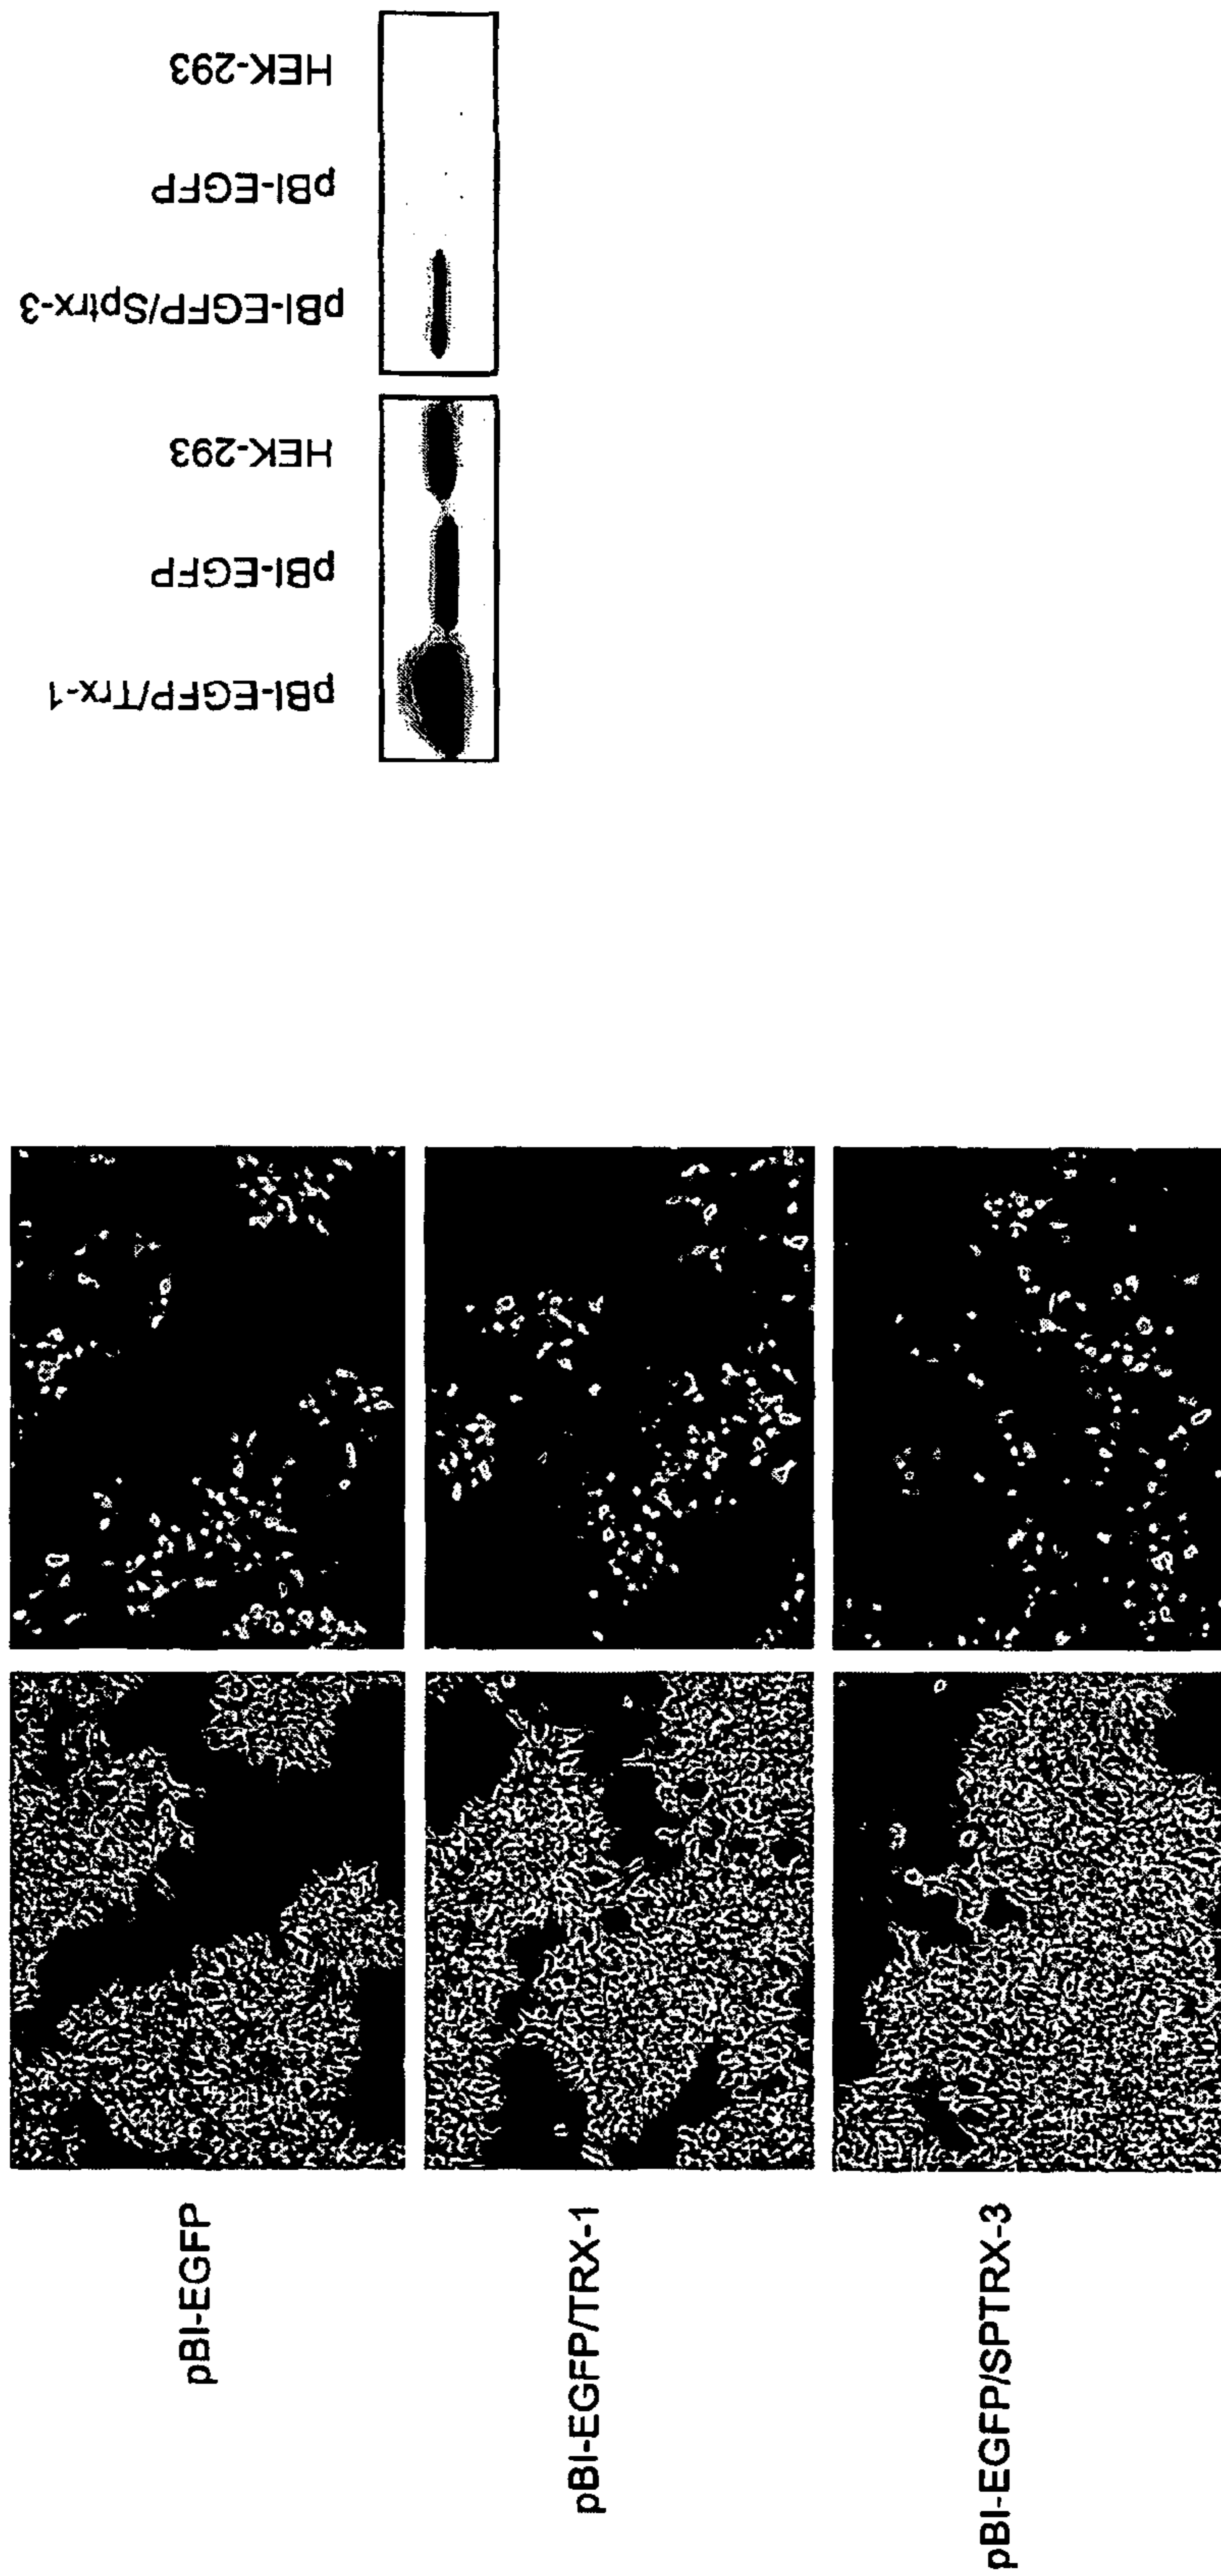 pBI-EGFP
pBI-EGFP/TRX-1
pBI-EGFP/SPTRX-3
pBI-EGFP/Trx-1
pBI-EGFP
HEK-293
pBI-EGFP/Sptrx-3
pBI-EGFP
HEK-293